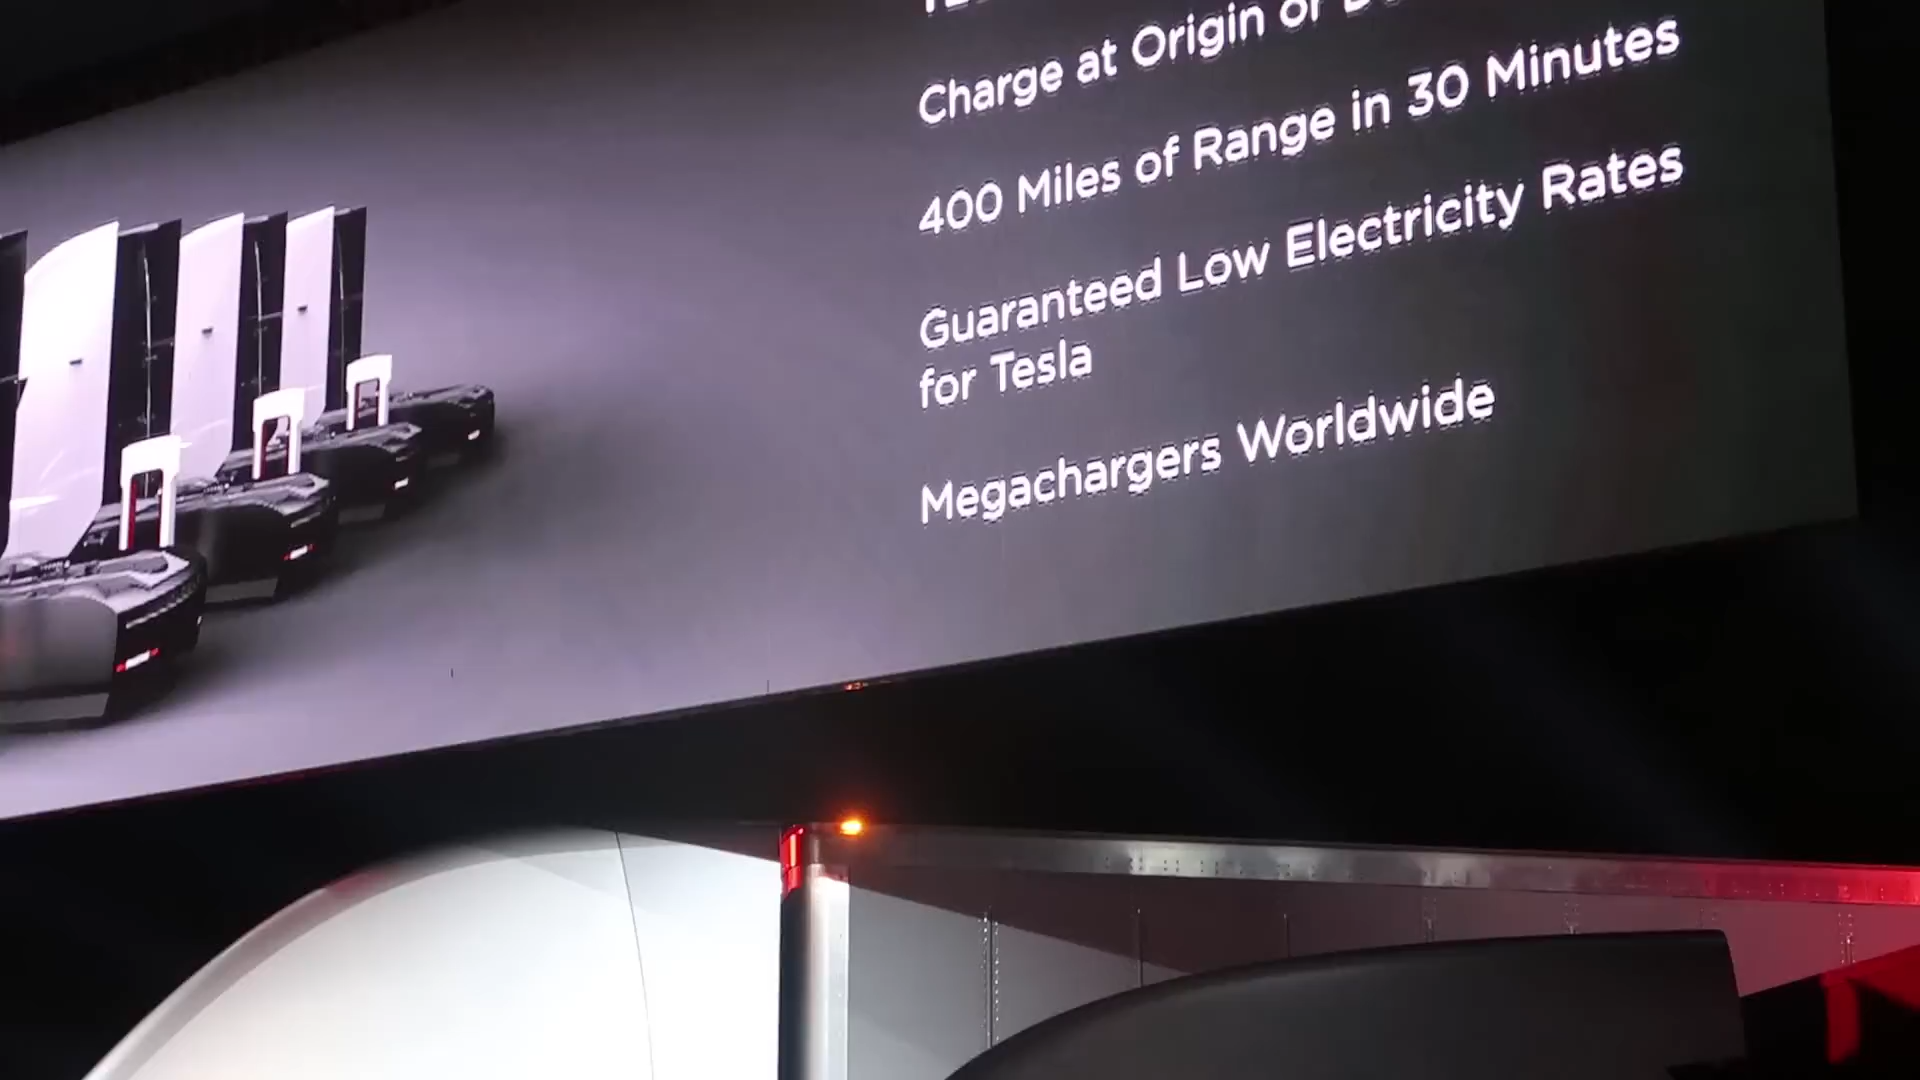 Charge at Origin or
400 Miles of Range in 30 Minutes
Guaranteed Low Electricity Rates
for Tesla
Megachargers Worldwide